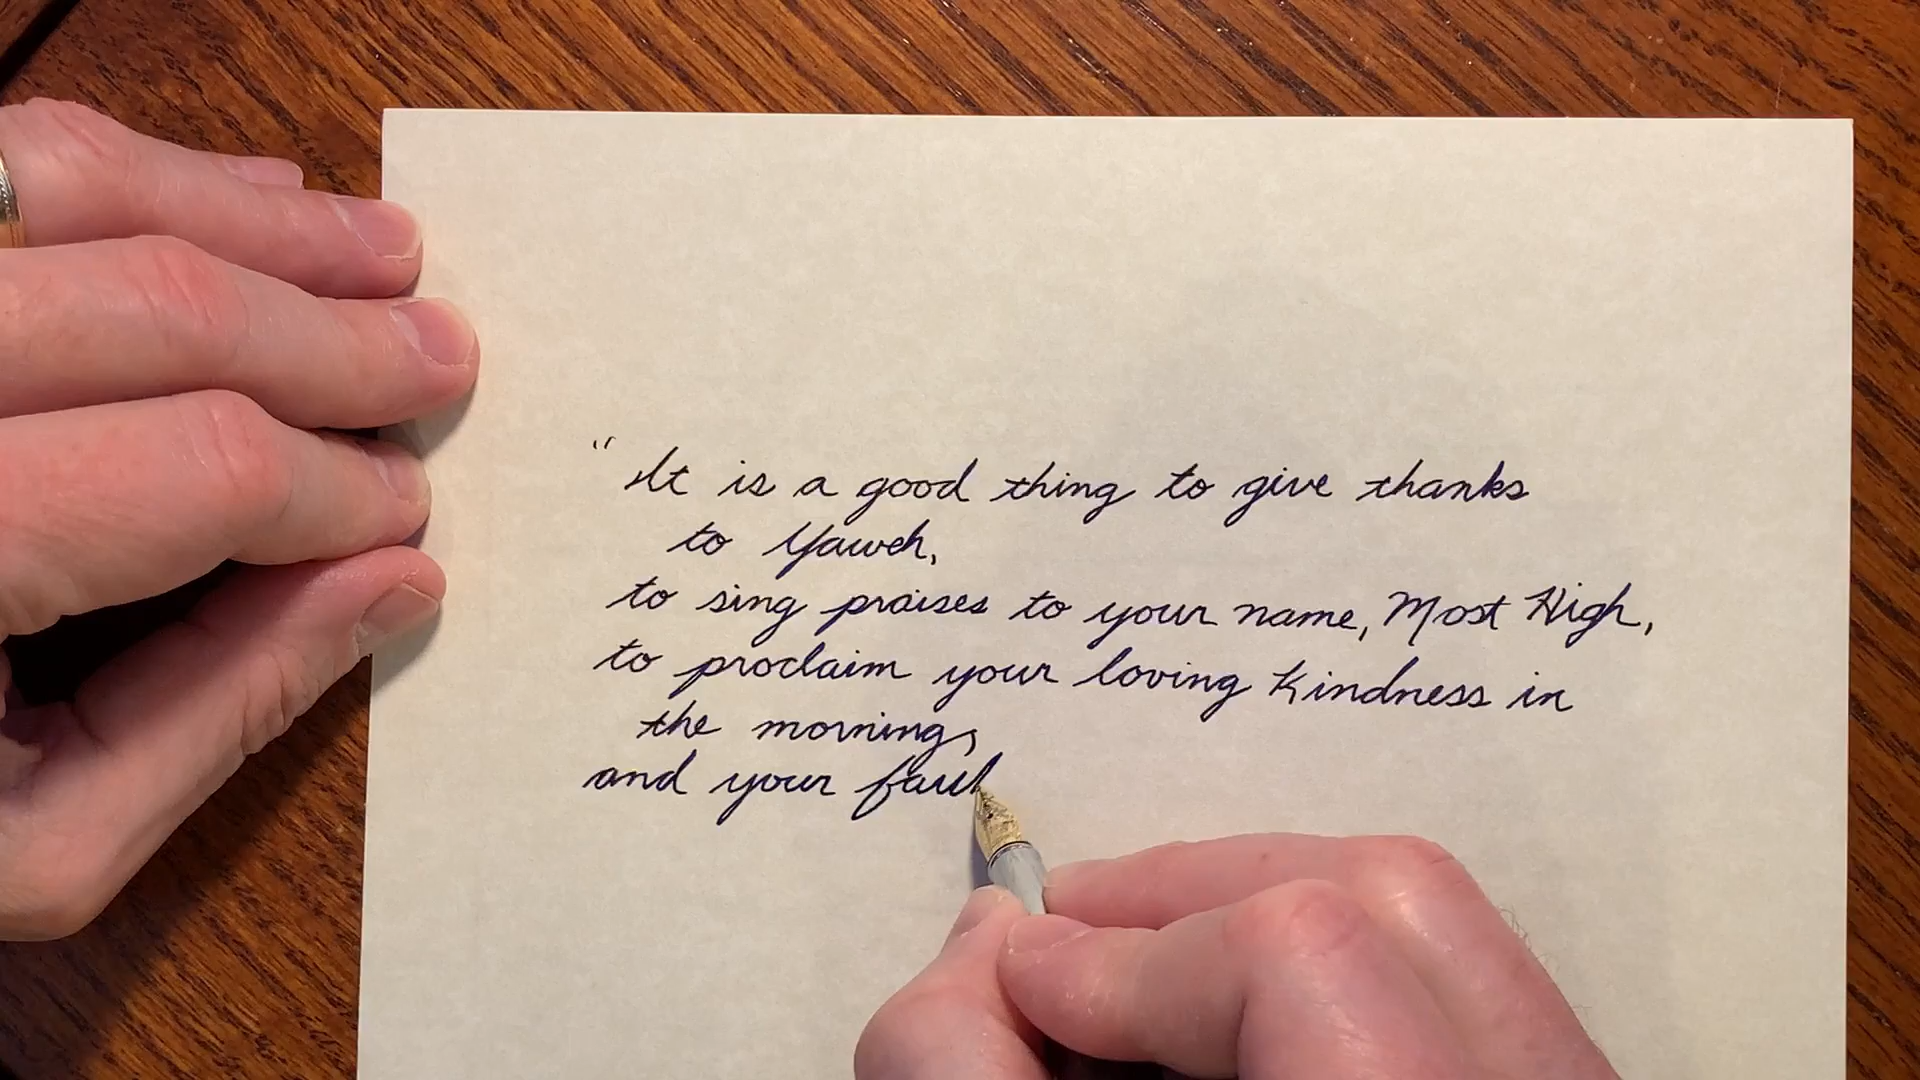 "It is a good thing to give thanks
to Yaweh,
to sing praises to your name, Most High,
to proclaim your loving kindness in
the morning,
and your